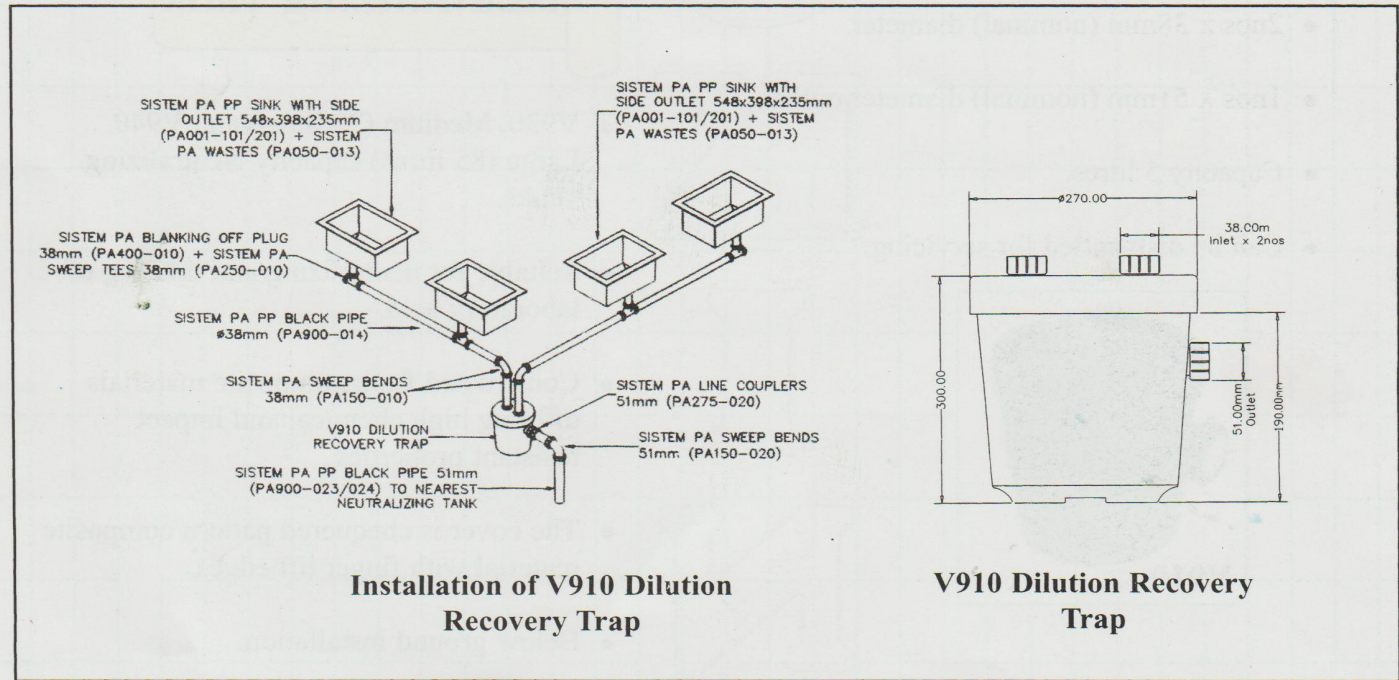 SISTEM PA PP SINK WITH SIDE
OUTLET 548x398x235mm
(PA001-101/201) + SISTEM
PA WASTES (PA050-013)
SISTEM PA PP SINK WITH
SIDE OUTLET 548x398x235mm
(PA001-101/201) + SISTEM
PA WASTES (PA050-013)
SISTEM PA BLANKING OFF PLUG
38mm (PA400-010) + SISTEM PA
SWEEP TEES 38mm (PA250-010)
SISTEM PA PP BLACK PIPE
ø38mm (PA900-014)
SISTEM PA SWEEP BENDS
38mm (PA150-010)
SISTEM PA LINE COUPLERS
51mm (PA275-020)
V910 DILUTION
RECOVERY TRAP
SISTEM PA SWEEP BENDS
51mm (PA150-020)
SISTEM PA PP BLACK PIPE 51mm
(PA900-023/024) TO NEAREST
NEUTRALIZING TANK
Installation of V910 Dilution
Recovery Trap
ø270.00
38.00m
Inlet x 2nos
300.00
51.00mm
Outlet
190.00mm
V910 Dilution Recovery
Trap